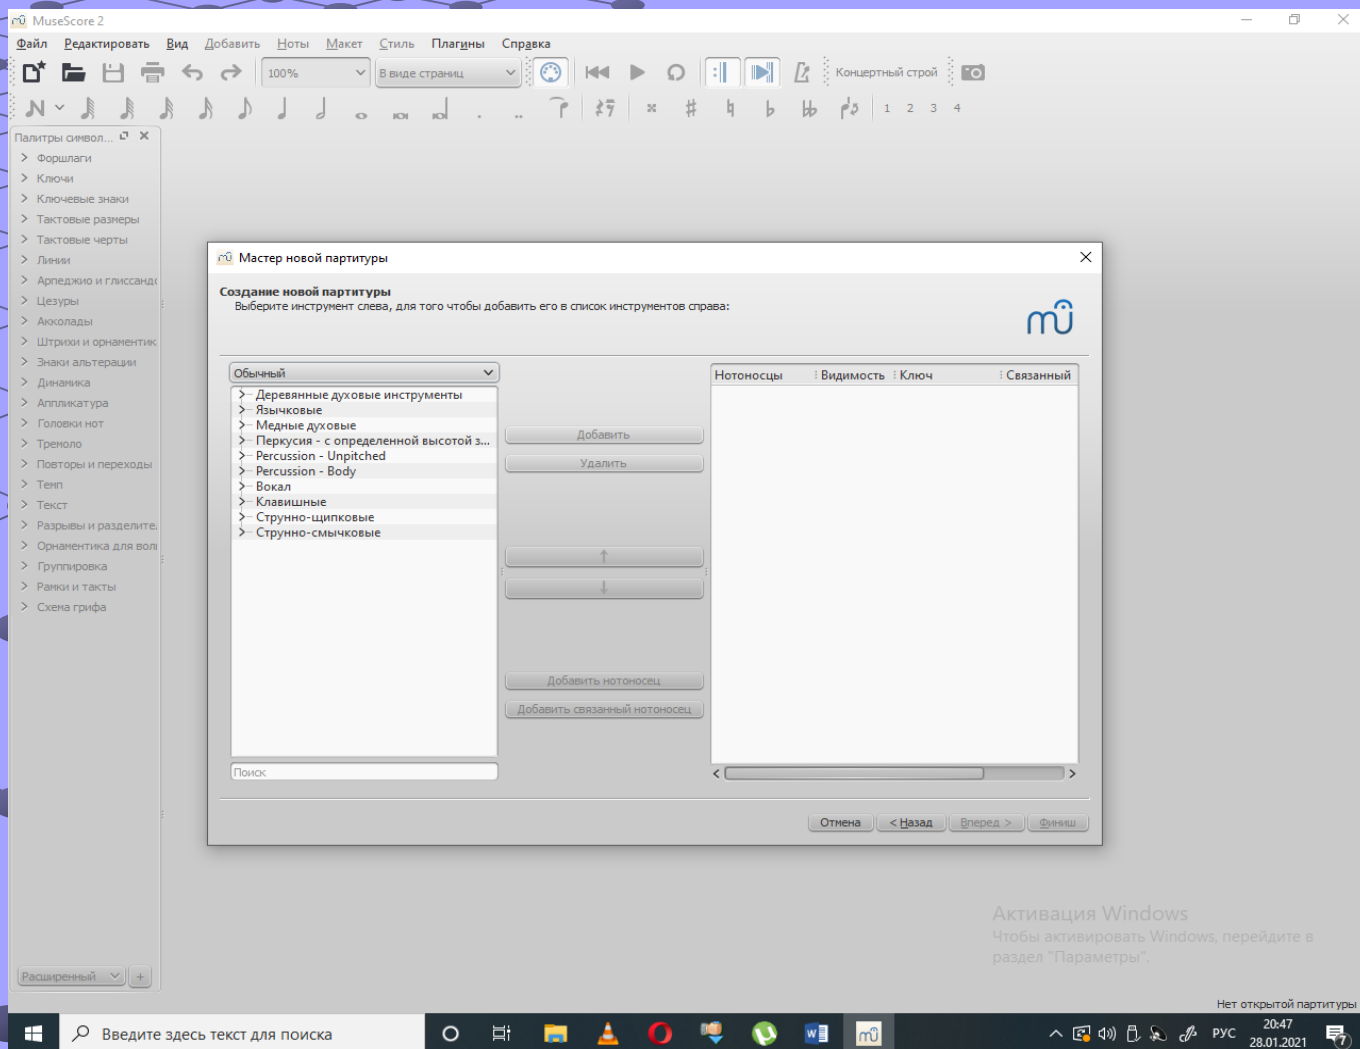 MuseScore 2
Файл Редактировать Вид Добавить Ноты Макет Стиль Плагины Справка
100% В виде страниц Концертный строй
1 2 3 4
Палитры символ...
Форшлаги
Ключи
Ключевые знаки
Тактовые размеры
Тактовые черты
Линии
Арпеджио и глиссандо
Цезуры
Акколады
Штрихи и орнаментик
Знаки альтерации
Динамика
Аппликатура
Головки нот
Тремоло
Повторы и переходы
Темп
Текст
Разрывы и разделите.
Орнаментика для вол
Группировка
Рамки и такты
Схема грифа
Расширенный +
mû Мастер новой партитуры
Создание новой партитуры
Выберите инструмент слева, для того чтобы добавить его в список инструментов справа:
mû
Обычный
Деревянные духовые инструменты
Язычковые
Медные духовые
Перкусия - с определенной высотой з...
Percussion - Unpitched
Percussion - Body
Вокал
Клавишные
Струнно-щипковые
Струнно-смычковые
Поиск
Добавить
Удалить
↑
↓
Добавить нотоносец
Добавить связанный нотоносец
Нотоносцы Видимость Ключ Связанный
Отмена < Назад Вперед > Финиш
Активация Windows
Чтобы активировать Windows, перейдите в
раздел "Параметры".
Нет открытой партитуры
Введите здесь текст для поиска
РУС
20:47
28.01.2021
7